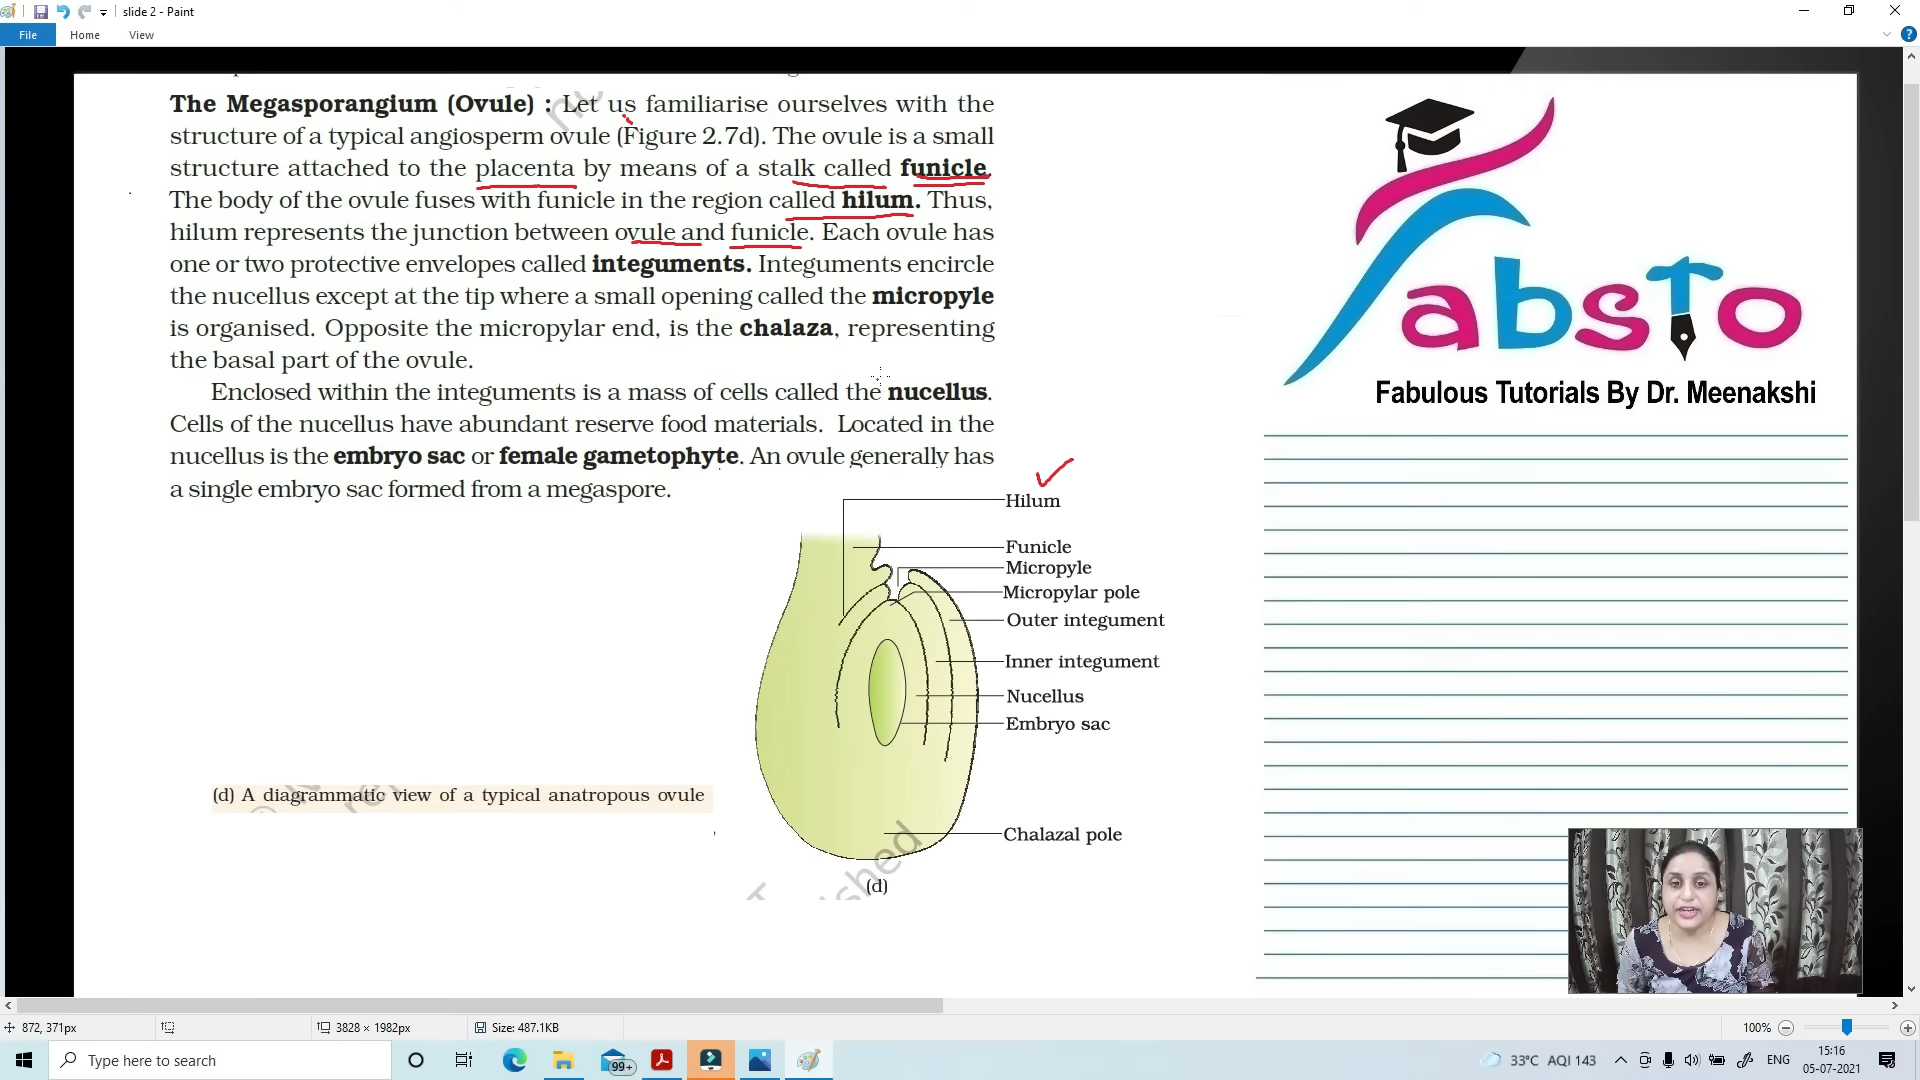 slide 2 - Paint
File Home View
The Megasporangium (Ovule) : Let us familiarise ourselves with the
structure of a typical angiosperm ovule (Figure 2.7d). The ovule is a small
structure attached to the placenta by means of a stalk called funicle.
The body of the ovule fuses with funicle in the region called hilum. Thus,
hilum represents the junction between ovule and funicle. Each ovule has
one or two protective envelopes called integuments. Integuments encircle
the nucellus except at the tip where a small opening called the micropyle
is organised. Opposite the micropylar end, is the chalaza, representing
the basal part of the ovule.
Enclosed within the integuments is a mass of cells called the nucellus.
Cells of the nucellus have abundant reserve food materials. Located in the
nucellus is the embryo sac or female gametophyte. An ovule generally has
a single embryo sac formed from a megaspore.
Hilum
Funicle
Micropyle
Micropylar pole
Outer integument
Inner integument
Nucellus
Embryo sac
Chalazal pole
(d)
(d) A diagrammatic view of a typical anatropous ovule
absTo
Fabulous Tutorials By Dr. Meenakshi
872, 371px
3828 × 1982px
Size: 487.1KB
100%
Type here to search
99+
33°C AQI 143
ENG
15:16
05-07-2021